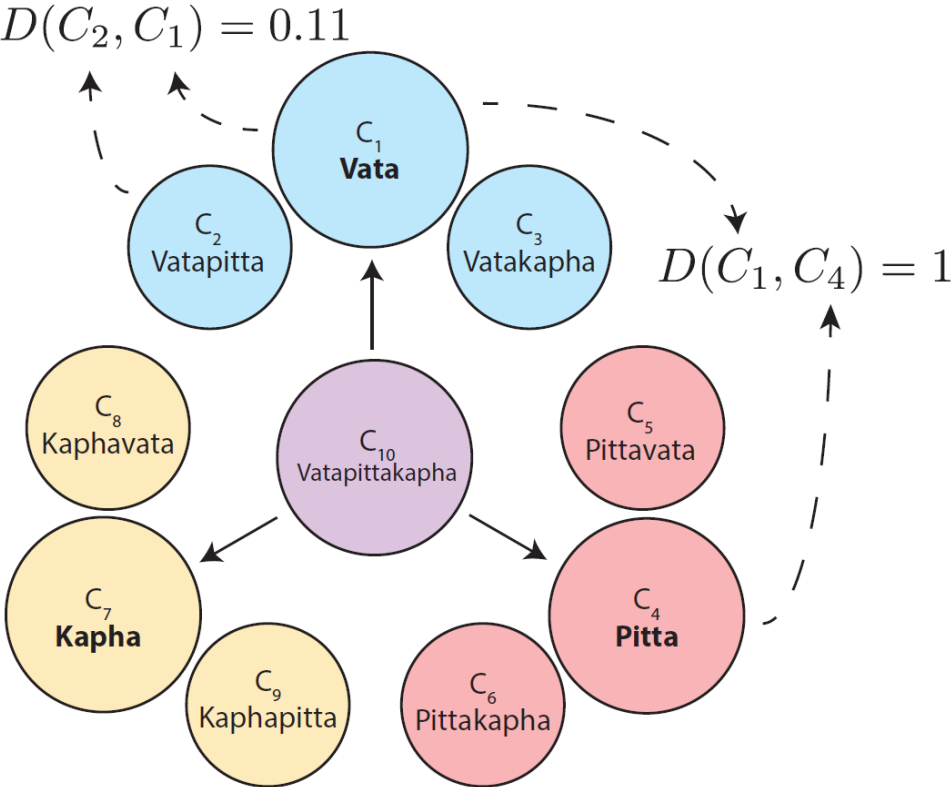 D(C₂, C₁) = 0.11
C₁
Vata
C₂
Vatapitta
C₃
Vatakapha
D(C₁, C₄) = 1
C₈
Kaphavata
C₁₀
Vatapittakapha
C₅
Pittavata
C₇
Kapha
C₄
Pitta
C₉
Kaphapitta
C₆
Pittakapha